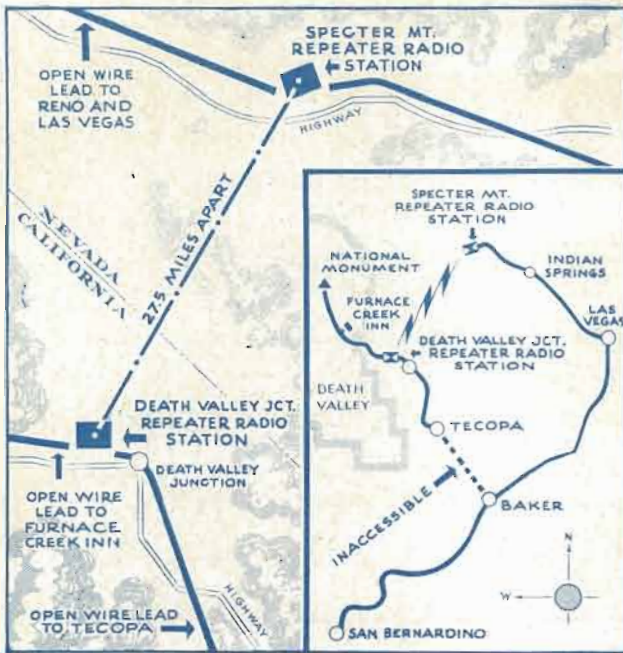 SPECTER MT.
REPEATER RADIO
STATION
OPEN WIRE
LEAD TO
RENO AND
LAS VEGAS
HIGHWAY
NEVADA
CALIFORNIA
27.5 MILES APART
DEATH VALLEY JCT.
REPEATER RADIO
STATION
DEATH VALLEY
JUNCTION
OPEN WIRE
LEAD TO
FURNACE
CREEK INN
OPEN WIRE LEAD
TO TECOPA
HIGHWAY
SPECTER MT.
REPEATER RADIO
STATION
NATIONAL
MONUMENT
INDIAN
SPRINGS
FURNACE
CREEK
INN
LAS
VEGAS
DEATH VALLEY JCT.
REPEATER RADIO
STATION
DEATH
VALLEY
TECOPA
INACCESSIBLE
BAKER
N
W
SAN BERNARDINO